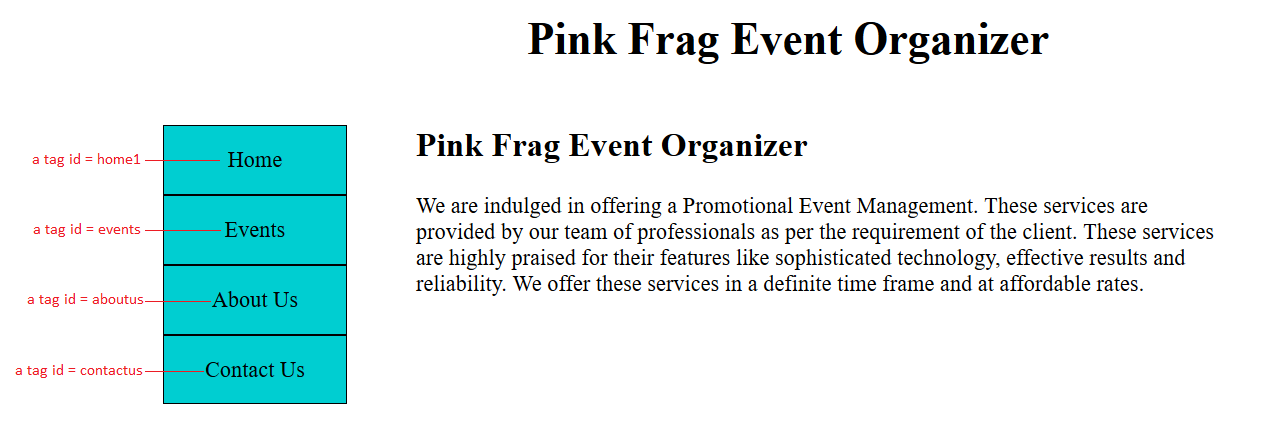 Pink Frag Event Organizer
a tag id = home1
Home
a tag id = events
Events
a tag id = aboutus
About Us
a tag id = contactus
Contact Us
Pink Frag Event Organizer
We are indulged in offering a Promotional Event Management. These services are
provided by our team of professionals as per the requirement of the client. These services
are highly praised for their features like sophisticated technology, effective results and
reliability. We offer these services in a definite time frame and at affordable rates.